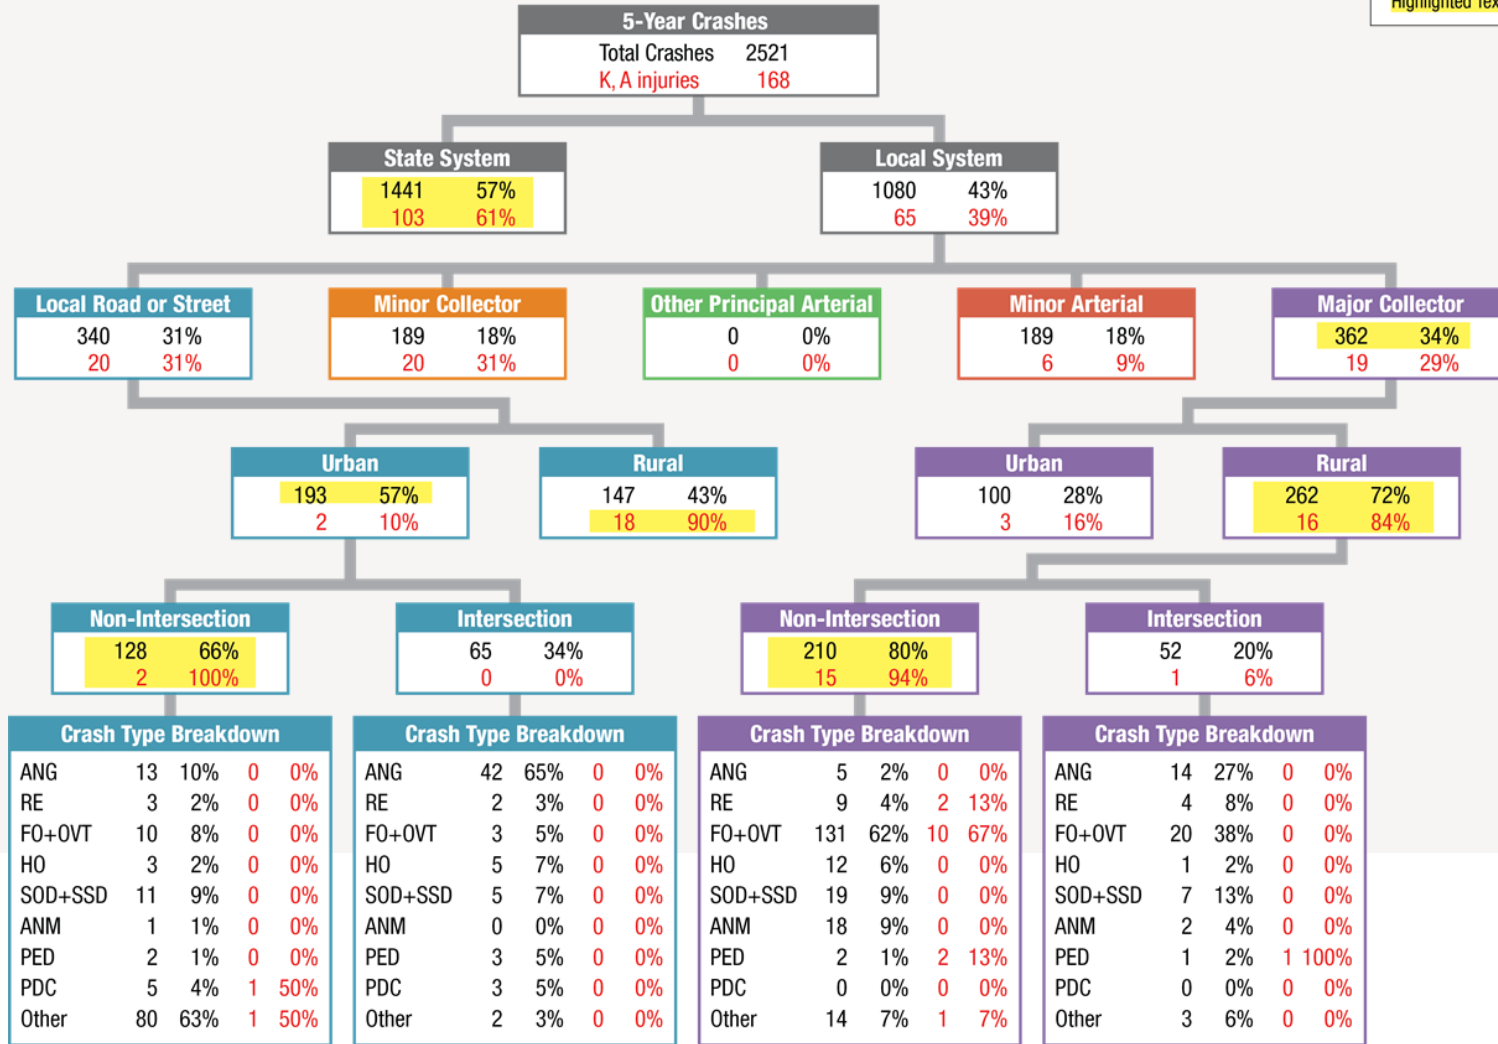 Highlighted Tex
5-Year Crashes
Total Crashes 2521
K, A injuries 168
State System
1441 57%
103 61%
Local System
1080 43%
65 39%
Local Road or Street
340 31%
20 31%
Minor Collector
189 18%
20 31%
Other Principal Arterial
0 0%
0 0%
Minor Arterial
189 18%
6 9%
Major Collector
362 34%
19 29%
Urban
193 57%
2 10%
Rural
147 43%
18 90%
Urban
100 28%
3 16%
Rural
262 72%
16 84%
Non-Intersection
128 66%
2 100%
Intersection
65 34%
0 0%
Non-Intersection
210 80%
15 94%
Intersection
52 20%
1 6%
Crash Type Breakdown
ANG 13 10% 0 0%
RE 3 2% 0 0%
FO+OVT 10 8% 0 0%
HO 3 2% 0 0%
SOD+SSD 11 9% 0 0%
ANM 1 1% 0 0%
PED 2 1% 0 0%
PDC 5 4% 1 50%
Other 80 63% 1 50%
Crash Type Breakdown
ANG 42 65% 0 0%
RE 2 3% 0 0%
FO+OVT 3 5% 0 0%
HO 5 7% 0 0%
SOD+SSD 5 7% 0 0%
ANM 0 0% 0 0%
PED 3 5% 0 0%
PDC 3 5% 0 0%
Other 2 3% 0 0%
Crash Type Breakdown
ANG 5 2% 0 0%
RE 9 4% 2 13%
FO+OVT 131 62% 10 67%
HO 12 6% 0 0%
SOD+SSD 19 9% 0 0%
ANM 18 9% 0 0%
PED 2 1% 2 13%
PDC 0 0% 0 0%
Other 14 7% 1 7%
Crash Type Breakdown
ANG 14 27% 0 0%
RE 4 8% 0 0%
FO+OVT 20 38% 0 0%
HO 1 2% 0 0%
SOD+SSD 7 13% 0 0%
ANM 2 4% 0 0%
PED 1 2% 1 100%
PDC 0 0% 0 0%
Other 3 6% 0 0%